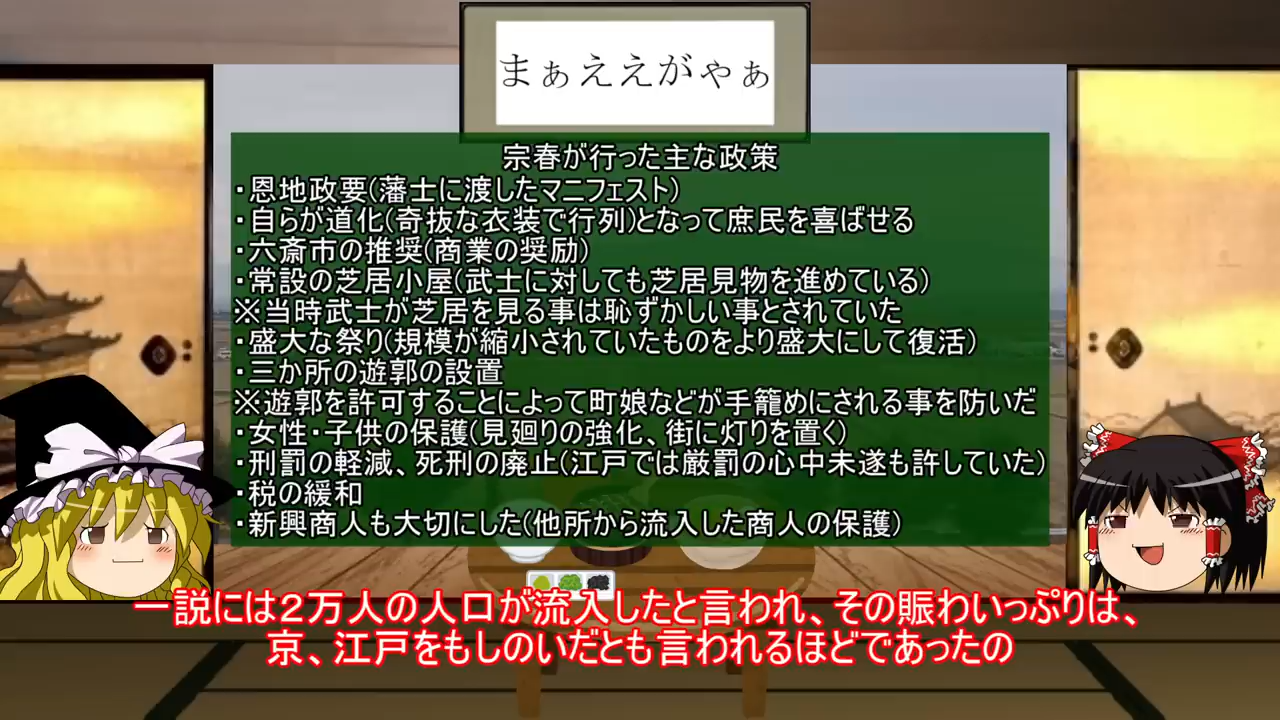 まぁええがゃぁ
宗春が行った主な政策
・恩地政要(藩士に渡したマニフェスト)
・自らが道化(奇抜な衣装で行列)となって庶民を喜ばせる
・六斎市の推奨(商業の奨励)
・常設の芝居小屋(武士に対しても芝居見物を進めている)
※当時武士が芝居を見る事は恥ずかしい事とされていた
・盛大な祭り(規模が縮小されていたものをより盛大にして復活)
・三か所の遊郭の設置
※遊郭を許可することによって町娘などが手籠めにされる事を防いだ
・女性・子供の保護(見廻りの強化、街に灯りを置く)
・刑罰の軽減、死刑の廃止(江戸では厳罰の心中未遂も許していた)
・税の緩和
・新興商人も大切にした(他所から流入した商人の保護)
一説には2万人の人口が流入したと言われ、その賑わいっぷりは、
京、江戸をもしのいだとも言われるほどであったの